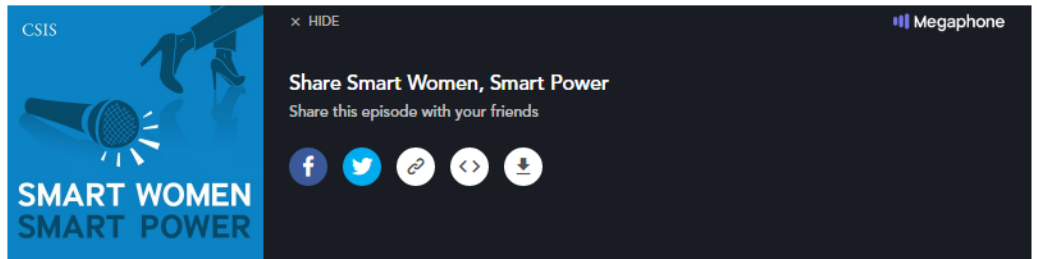 CSIS
SMART WOMEN
SMART POWER
× HIDE
Megaphone
Share Smart Women, Smart Power
Share this episode with your friends